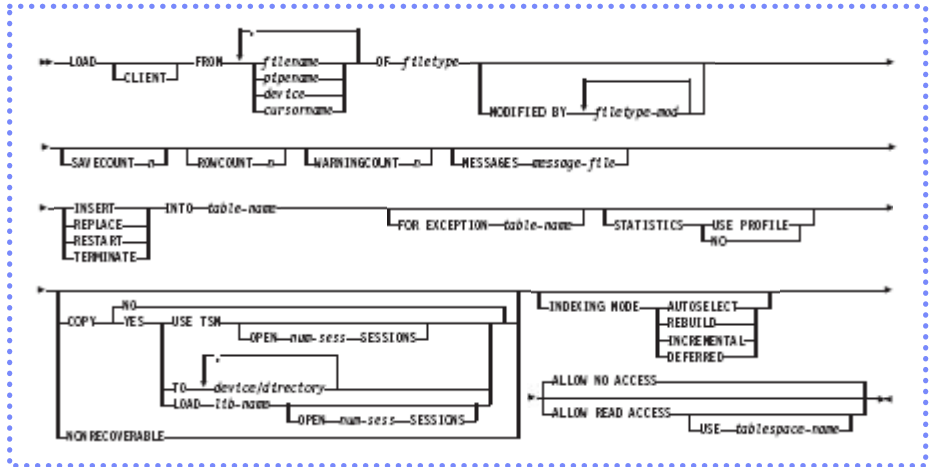 ,
LOAD CLIENT FROM filename OF filetype
pipename
device
cursorname
MODIFIED BY filetype-mod
SAVECOUNT n ROWCOUNT n WARNINGCOUNT n MESSAGES message-file
INSERT INTO table-name
REPLACE
RESTART
TERMINATE
FOR EXCEPTION table-name
STATISTICS USE PROFILE
NO
NO
COPY YES USE TSM
OPEN num-sess SESSIONS
,
TO device/directory
LOAD lib-name
OPEN num-sess SESSIONS
NONRECOVERABLE
INDEXING MODE AUTOSELECT
REBUILD
INCREMENTAL
DEFERRED
ALLOW NO ACCESS
ALLOW READ ACCESS
USE tablespace-name